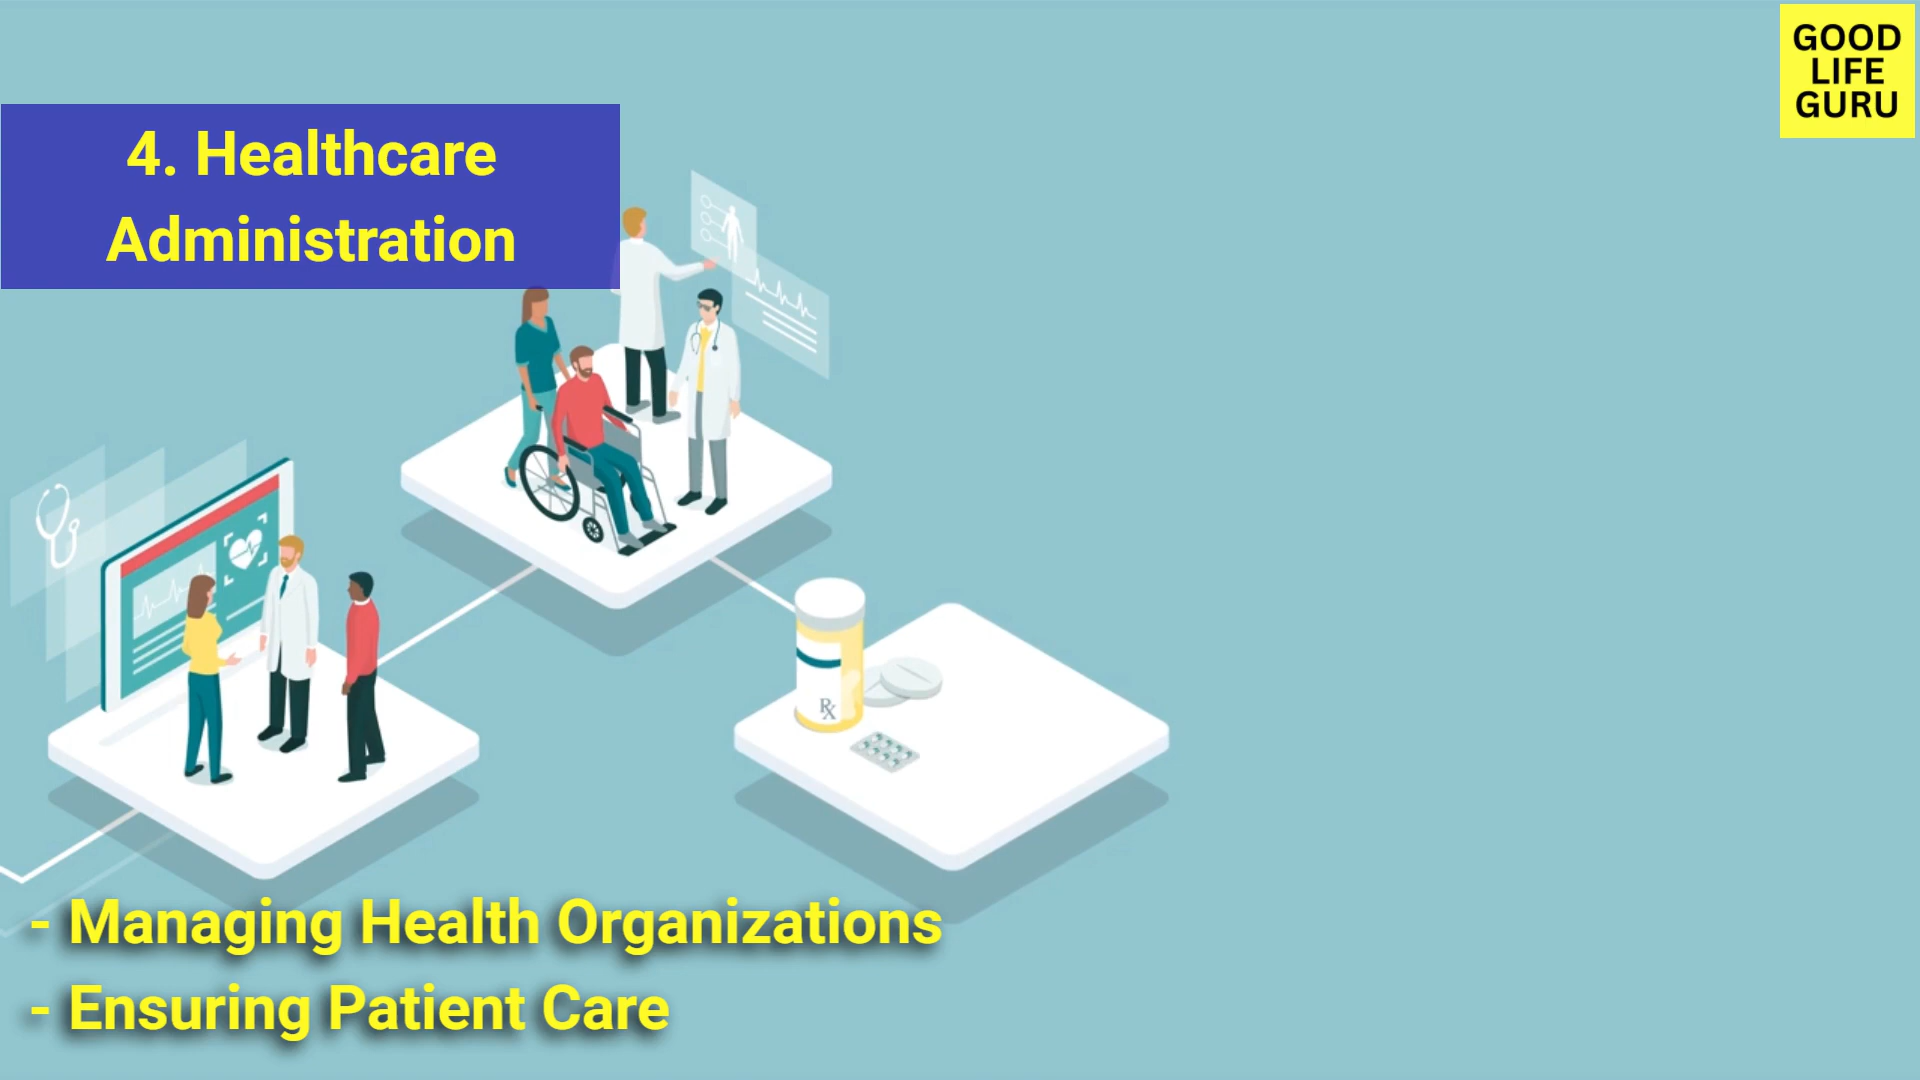 GOOD
LIFE
GURU
4. Healthcare
Administration
Rx
- Managing Health Organizations
- Ensuring Patient Care